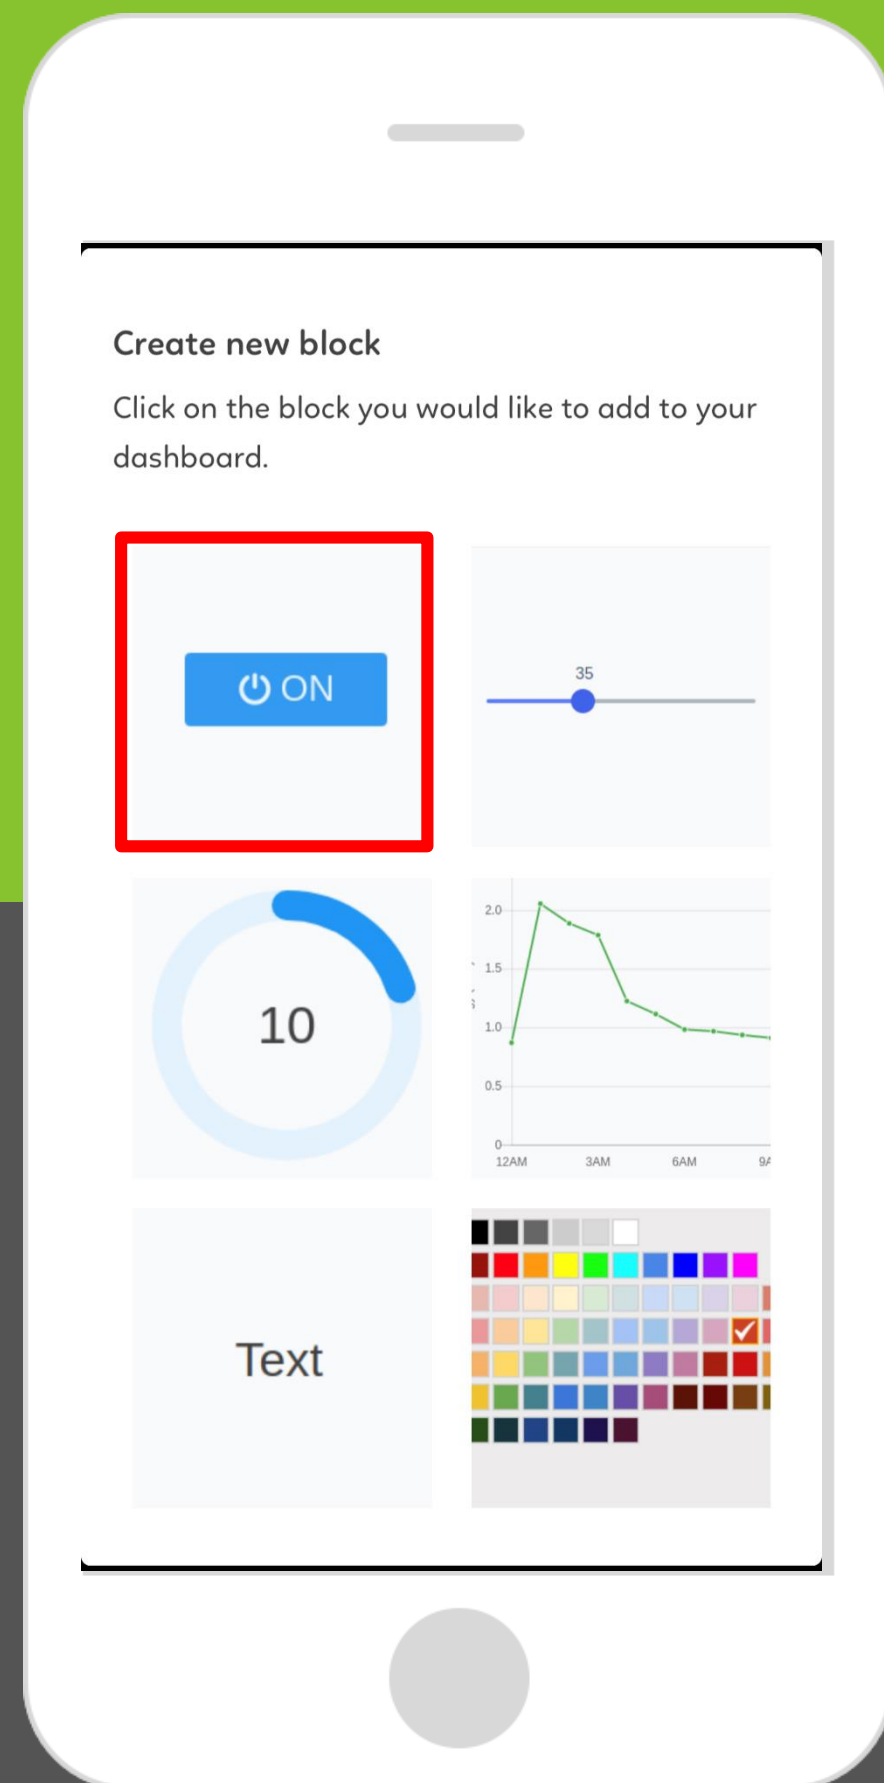 Create new block
Click on the block you would like to add to your
dashboard.
ON
35
10
2.0
1.5
1.0
0.5
0
12AM 3AM 6AM
Text